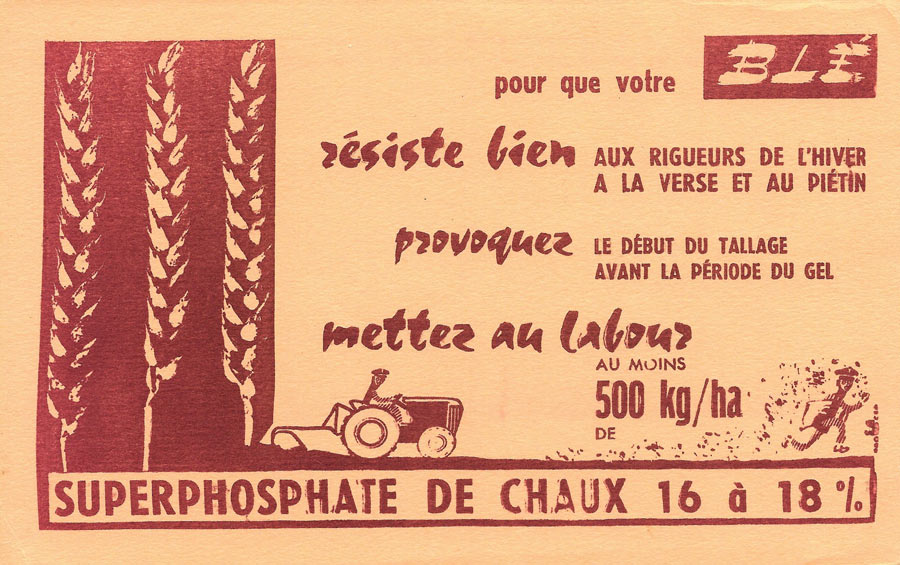 pour que votre BLÉ
résiste bien AUX RIGUEURS DE L'HIVER
A LA VERSE ET AU PIÉTIN
provoquez LE DÉBUT DU TALLAGE
AVANT LA PÉRIODE DU GEL
mettez au labour
AU MOINS
500 kg/ha
DE
SUPERPHOSPHATE DE CHAUX 16 à 18 %